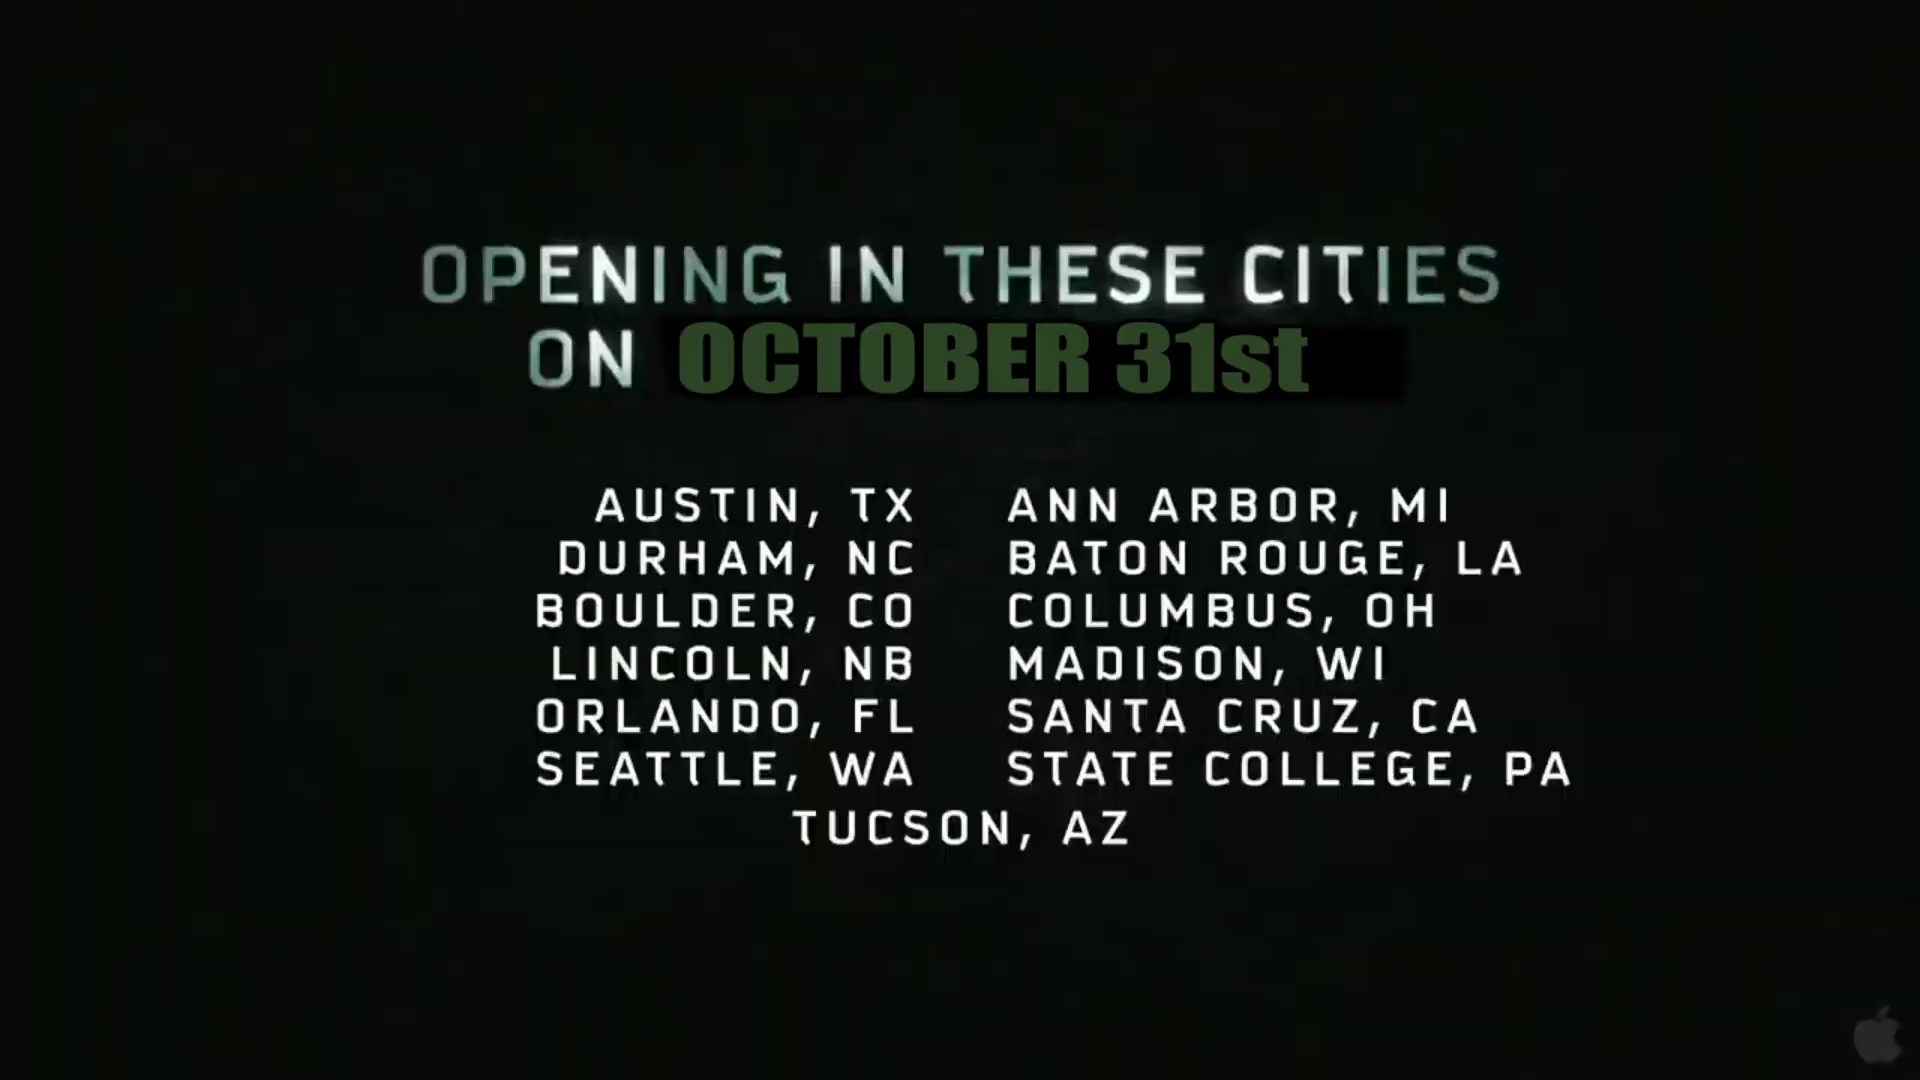 OPENING IN THESE CITIES
ON OCTOBER 31st
AUSTIN, TX ANN ARBOR, MI
DURHAM, NC BATON ROUGE, LA
BOULDER, CO COLUMBUS, OH
LINCOLN, NB MADISON, WI
ORLANDO, FL SANTA CRUZ, CA
SEATTLE, WA STATE COLLEGE, PA
TUCSON, AZ